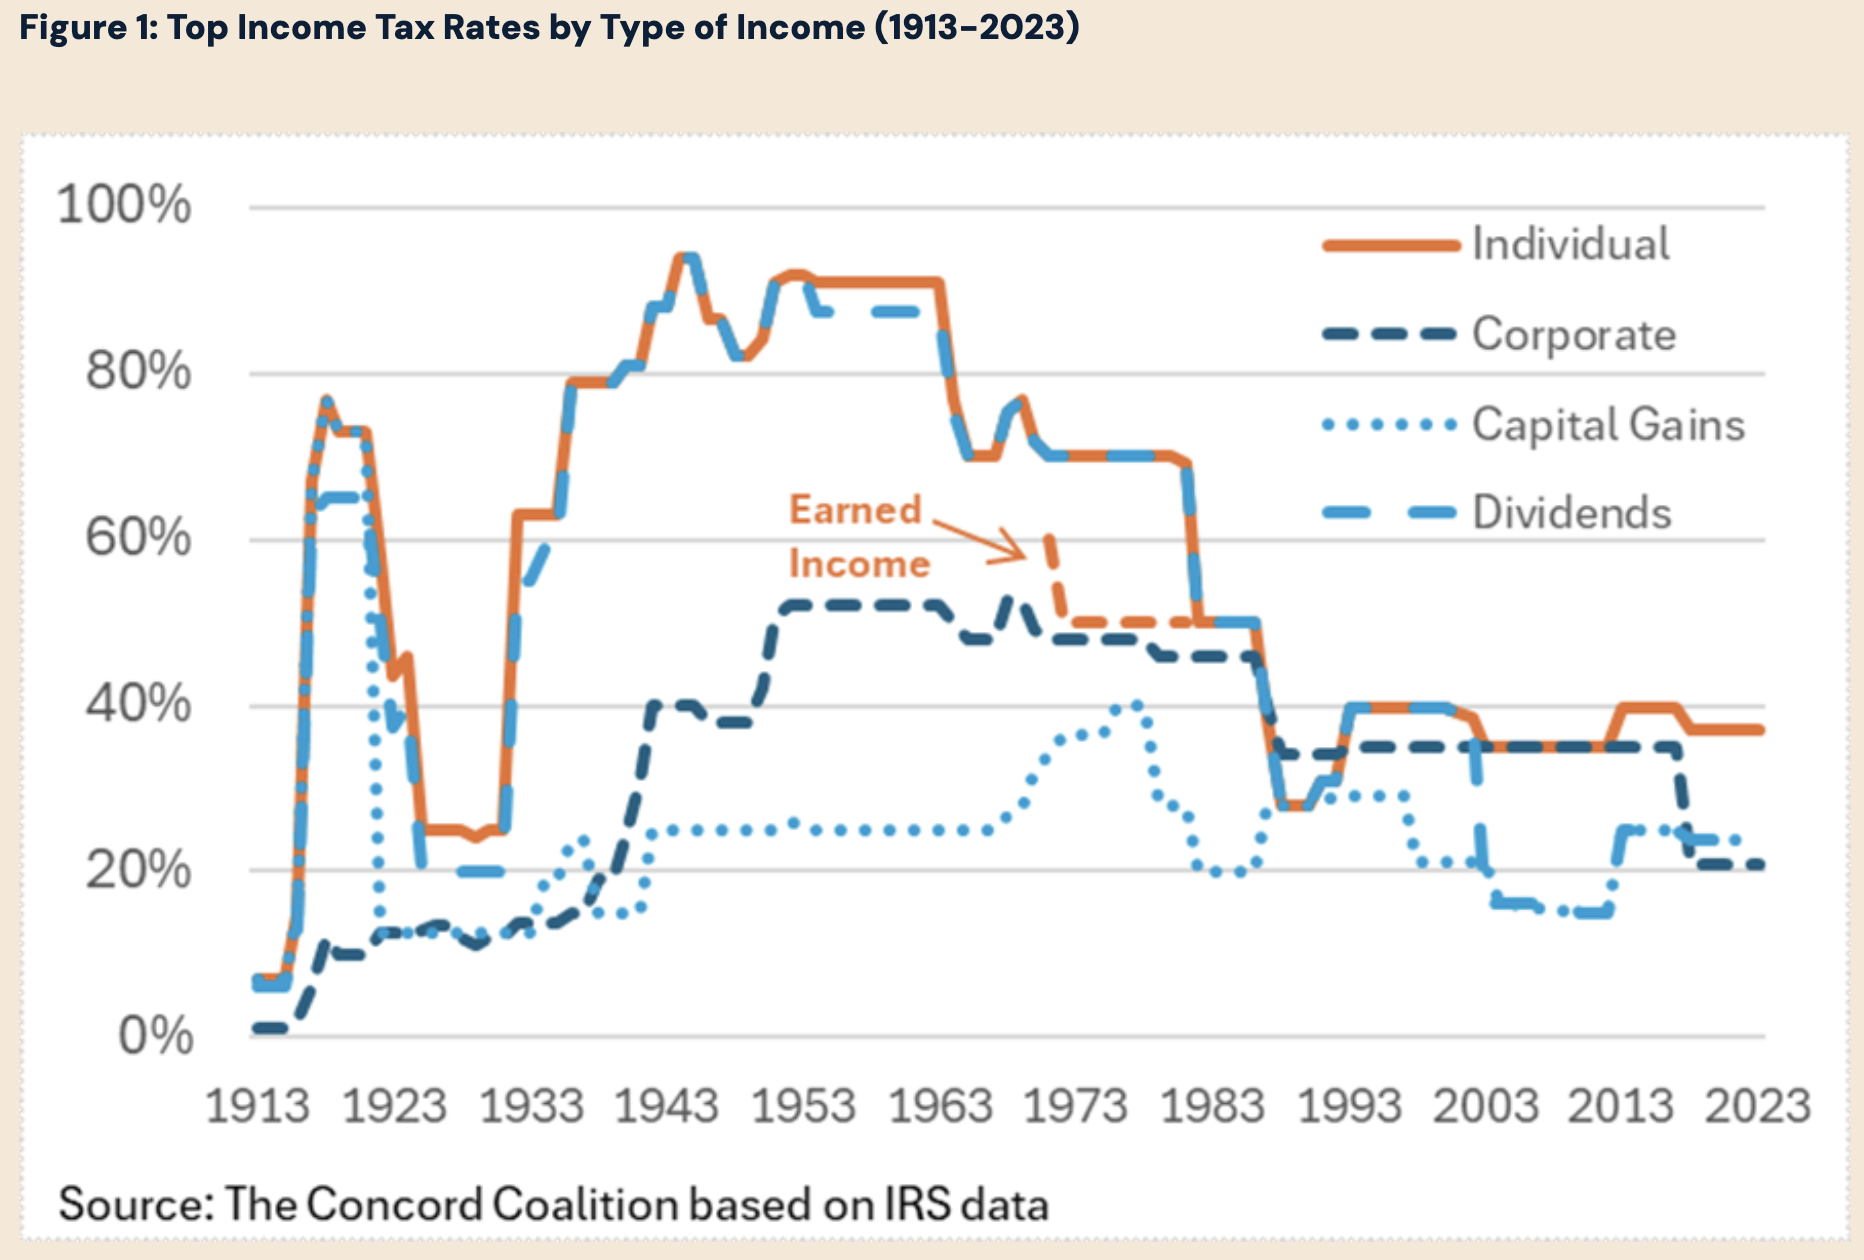 Figure 1: Top Income Tax Rates by Type of Income (1913-2023)
100%
80%
60%
40%
20%
0%
Individual
Corporate
Capital Gains
Dividends
Earned
Income
1913 1923 1933 1943 1953 1963 1973 1983 1993 2003 2013 2023
Source: The Concord Coalition based on IRS data